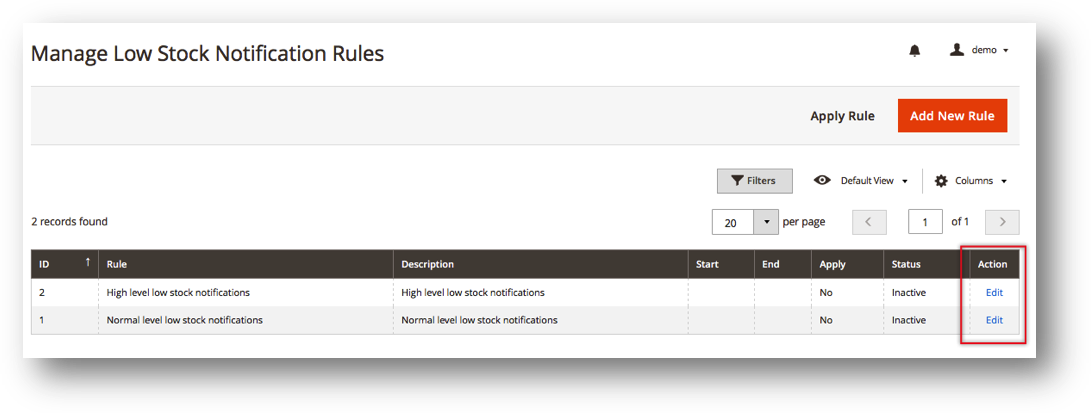 Manage Low Stock Notification Rules
demo
Apply Rule
Add New Rule
Filters
Default View
Columns
2 records found
20
per page
1
of 1
ID ↑ Rule Description Start End Apply Status Action
2 High level low stock notifications High level low stock notifications No Inactive Edit
1 Normal level low stock notifications Normal level low stock notifications No Inactive Edit